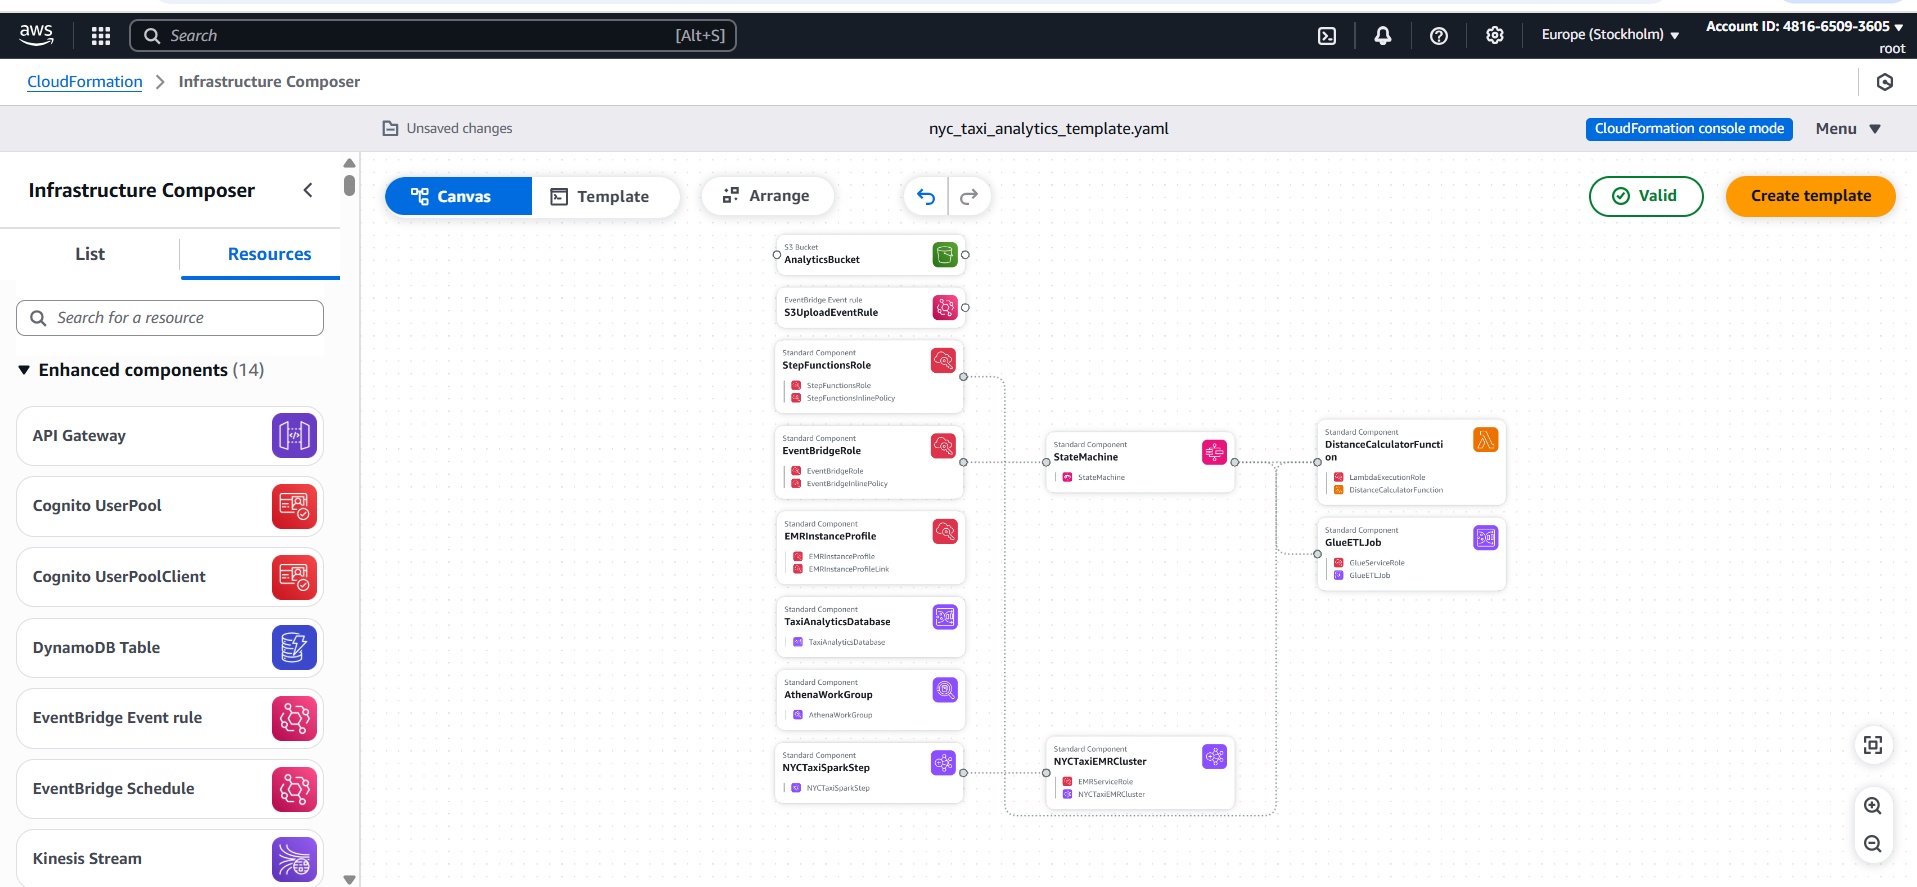 aws
Search
[Alt+S]
Europe (Stockholm)
Account ID: 4816-6509-3605
root
CloudFormation
Infrastructure Composer
Unsaved changes
nyc_taxi_analytics_template.yaml
CloudFormation console mode
Menu
Infrastructure Composer
List
Resources
Search for a resource
Enhanced components (14)
API Gateway
Cognito UserPool
Cognito UserPoolClient
DynamoDB Table
EventBridge Event rule
EventBridge Schedule
Kinesis Stream
Canvas
Template
Arrange
Valid
Create template
S3 Bucket
AnalyticsBucket
EventBridge Event rule
S3UploadEventRule
Standard Component
StepFunctionsRole
StepFunctionsRole
StepFunctionsInlinePolicy
Standard Component
EventBridgeRole
EventBridgeRole
EventBridgeInlinePolicy
Standard Component
EMRInstanceProfile
EMRInstanceProfile
EMRInstanceProfileLink
Standard Component
TaxiAnalyticsDatabase
TaxiAnalyticsDatabase
Standard Component
AthenaWorkGroup
AthenaWorkGroup
Standard Component
NYCTaxiSparkStep
NYCTaxiSparkStep
Standard Component
StateMachine
StateMachine
Standard Component
NYCTaxiEMRCluster
EMRServiceRole
NYCTaxiEMRCluster
Standard Component
DistanceCalculatorFuncti
on
LambdaExecutionRole
DistanceCalculatorFunction
Standard Component
GlueETLJob
GlueServiceRole
GlueETLJob